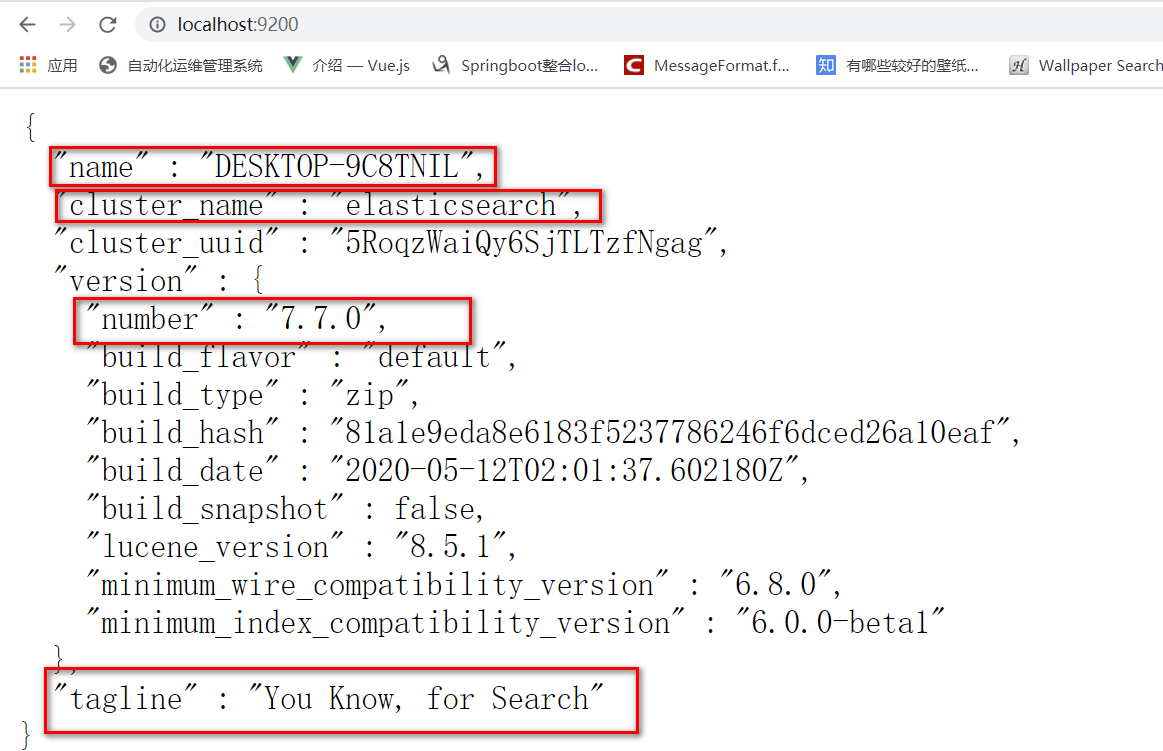 localhost:9200
应用 自动化运维管理系统 介绍 — Vue.js Springboot整合lo... MessageFormat.f... 知 有哪些较好的壁纸... H Wallpaper Search
{
"name" : "DESKTOP-9C8TNIL",
"cluster_name" : "elasticsearch",
"cluster_uuid" : "5RoqzWaiQy6SjTLTzfNgag",
"version" : {
"number" : "7.7.0",
"build_flavor" : "default",
"build_type" : "zip",
"build_hash" : "81a1e9eda8e6183f5237786246f6dced26a10eaf",
"build_date" : "2020-05-12T02:01:37.602180Z",
"build_snapshot" : false,
"lucene_version" : "8.5.1",
"minimum_wire_compatibility_version" : "6.8.0",
"minimum_index_compatibility_version" : "6.0.0-beta1"
},
"tagline" : "You Know, for Search"
}